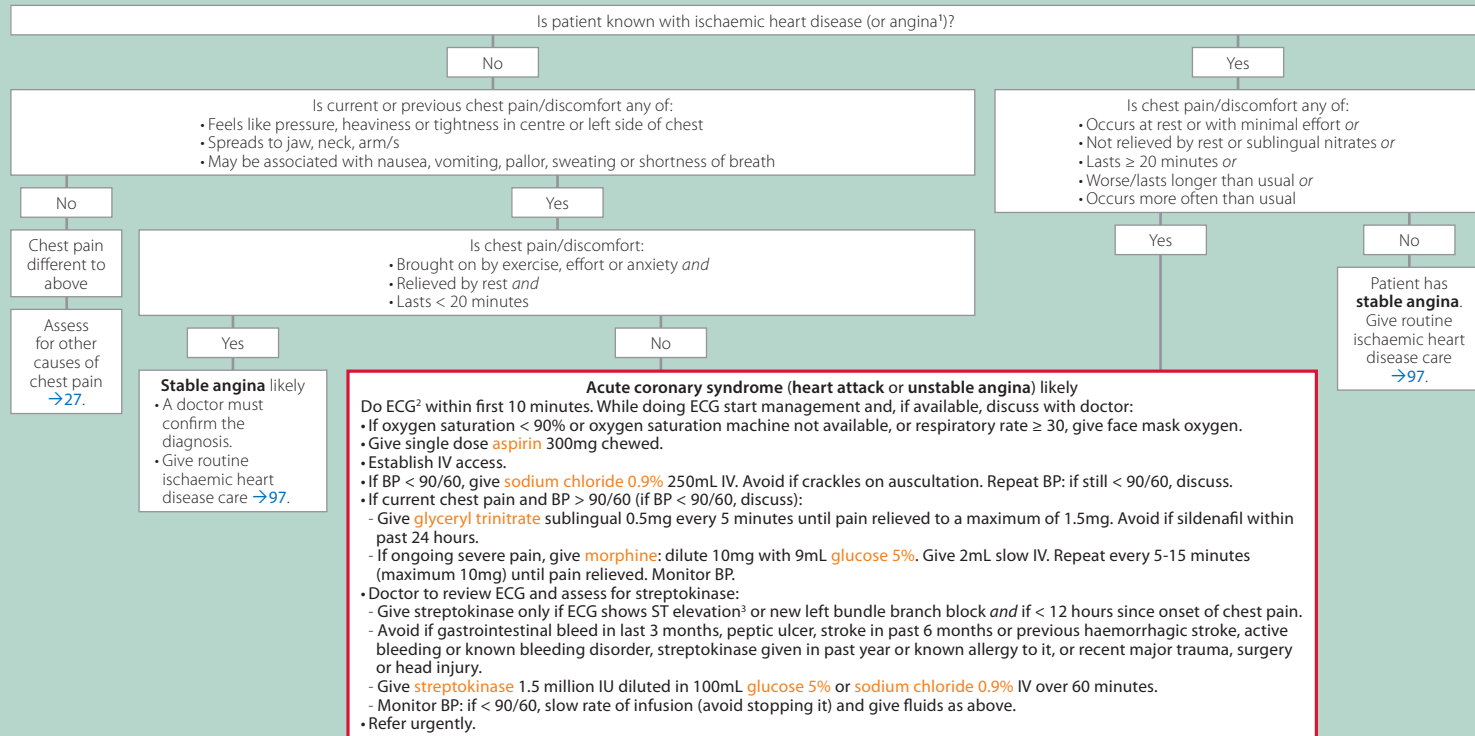 Is patient known with ischaemic heart disease (or angina¹)?
No
Yes
Is current or previous chest pain/discomfort any of:
• Feels like pressure, heaviness or tightness in centre or left side of chest
• Spreads to jaw, neck, arm/s
• May be associated with nausea, vomiting, pallor, sweating or shortness of breath
Is chest pain/discomfort any of:
• Occurs at rest or with minimal effort or
• Not relieved by rest or sublingual nitrates or
• Lasts ≥ 20 minutes or
• Worse/lasts longer than usual or
• Occurs more often than usual
No
Yes
Yes
No
Chest pain
different to
above
Assess
for other
causes of
chest pain
→27.
Is chest pain/discomfort:
• Brought on by exercise, effort or anxiety and
• Relieved by rest and
• Lasts < 20 minutes
Patient has
stable angina.
Give routine
ischaemic heart
disease care
→97.
Yes
No
Stable angina likely
• A doctor must
confirm the
diagnosis.
• Give routine
ischaemic heart
disease care →97.
Acute coronary syndrome (heart attack or unstable angina) likely
Do ECG² within first 10 minutes. While doing ECG start management and, if available, discuss with doctor:
• If oxygen saturation < 90% or oxygen saturation machine not available, or respiratory rate ≥ 30, give face mask oxygen.
• Give single dose aspirin 300mg chewed.
• Establish IV access.
• If BP < 90/60, give sodium chloride 0.9% 250mL IV. Avoid if crackles on auscultation. Repeat BP: if still < 90/60, discuss.
• If current chest pain and BP > 90/60 (if BP < 90/60, discuss):
- Give glyceryl trinitrate sublingual 0.5mg every 5 minutes until pain relieved to a maximum of 1.5mg. Avoid if sildenafil within
past 24 hours.
- If ongoing severe pain, give morphine: dilute 10mg with 9mL glucose 5%. Give 2mL slow IV. Repeat every 5-15 minutes
(maximum 10mg) until pain relieved. Monitor BP.
• Doctor to review ECG and assess for streptokinase:
- Give streptokinase only if ECG shows ST elevation³ or new left bundle branch block and if < 12 hours since onset of chest pain.
- Avoid if gastrointestinal bleed in last 3 months, peptic ulcer, stroke in past 6 months or previous haemorrhagic stroke, active
bleeding or known bleeding disorder, streptokinase given in past year or known allergy to it, or recent major trauma, surgery
or head injury.
- Give streptokinase 1.5 million IU diluted in 100mL glucose 5% or sodium chloride 0.9% IV over 60 minutes.
- Monitor BP: if < 90/60, slow rate of infusion (avoid stopping it) and give fluids as above.
• Refer urgently.